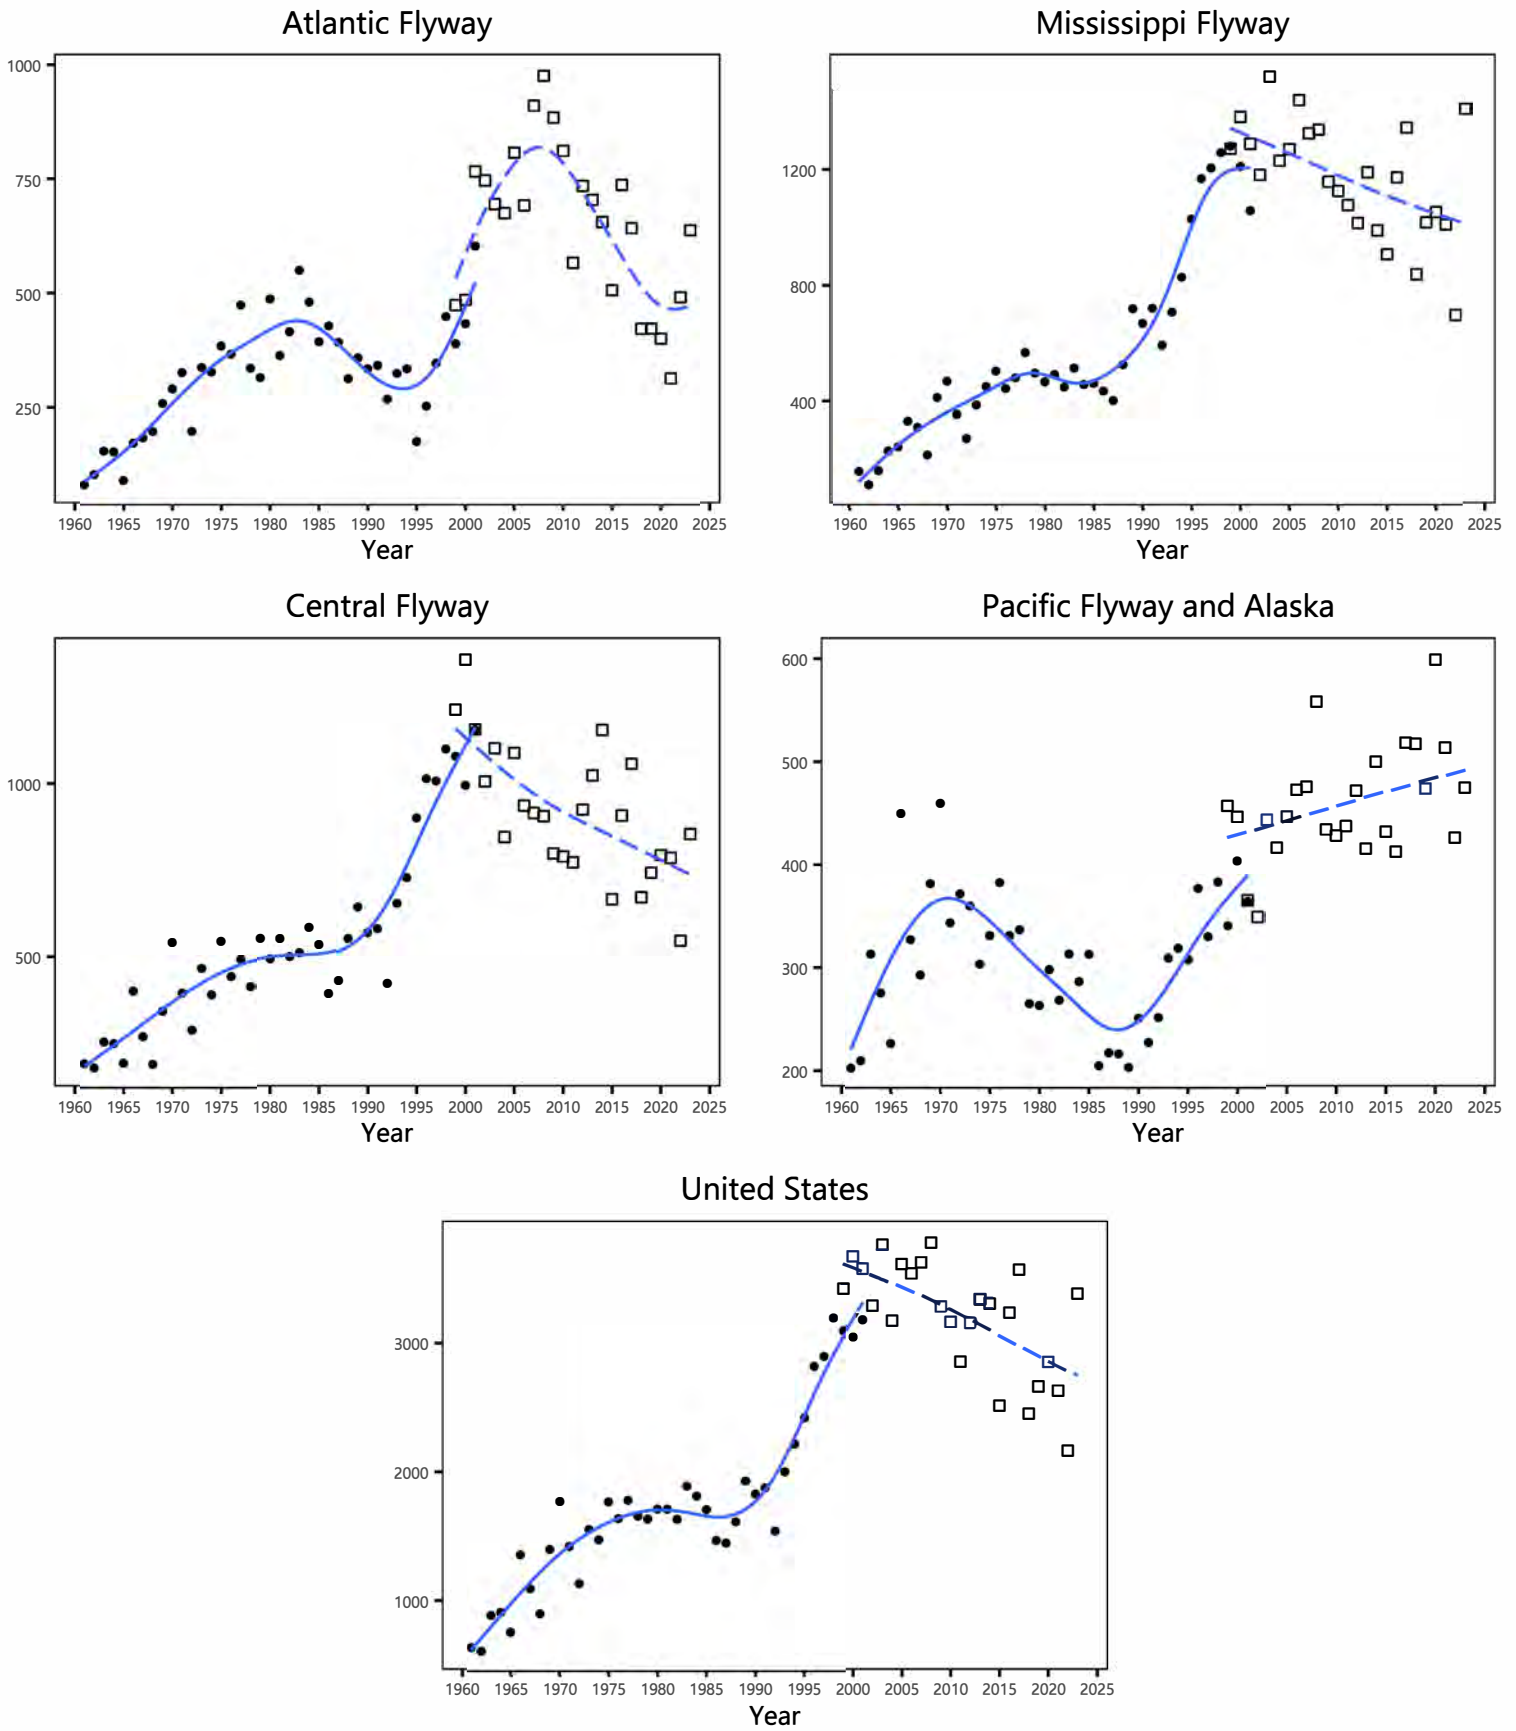 Atlantic Flyway
1000
750
500
250
1960 1965 1970 1975 1980 1985 1990 1995 2000 2005 2010 2015 2020 2025
Year
Mississippi Flyway
1200
800
400
1960 1965 1970 1975 1980 1985 1990 1995 2000 2005 2010 2015 2020 2025
Year
Central Flyway
1000
500
1960 1965 1970 1975 1980 1985 1990 1995 2000 2005 2010 2015 2020 2025
Year
Pacific Flyway and Alaska
600
500
400
300
200
1960 1965 1970 1975 1980 1985 1990 1995 2000 2005 2010 2015 2020 2025
Year
United States
3000
2000
1000
1960 1965 1970 1975 1980 1985 1990 1995 2000 2005 2010 2015 2020 2025
Year